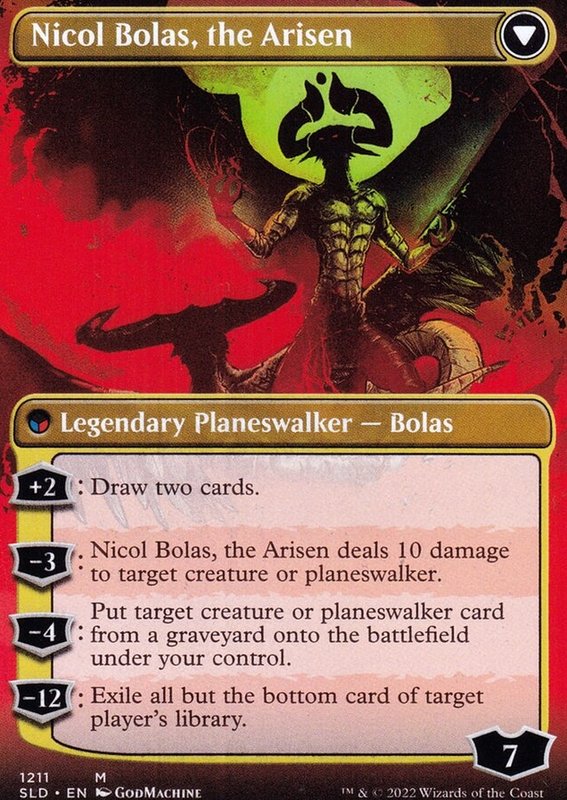 Nicol Bolas, the Arisen
Legendary Planeswalker — Bolas
+2 : Draw two cards.
−3 : Nicol Bolas, the Arisen deals 10 damage
to target creature or planeswalker.
−4 : Put target creature or planeswalker card
from a graveyard onto the battlefield
under your control.
−12 : Exile all but the bottom card of target
player's library.
7
1211 M
SLD • EN GodMachine
™ & © 2022 Wizards of the Coast